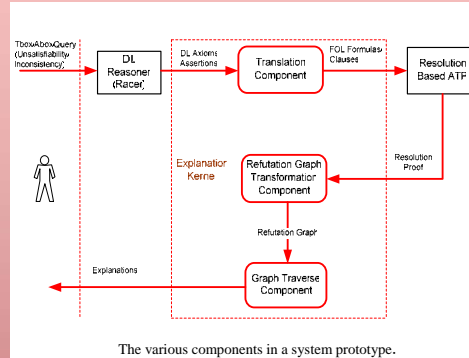 TboxAboxQuery
(Unsatisfiability/
Inconsistency)
DL
Reasoner
(Racer)
DL Axioms
Assertions
Translation
Component
FOL Formulas/
Clauses
Resolution
Based ATP
Explanation
Kerne
Refutation Graph
Transformation
Component
Resolution
Proof
Refutation Graph
Explanations
Graph Traverse
Component
The various components in a system prototype.